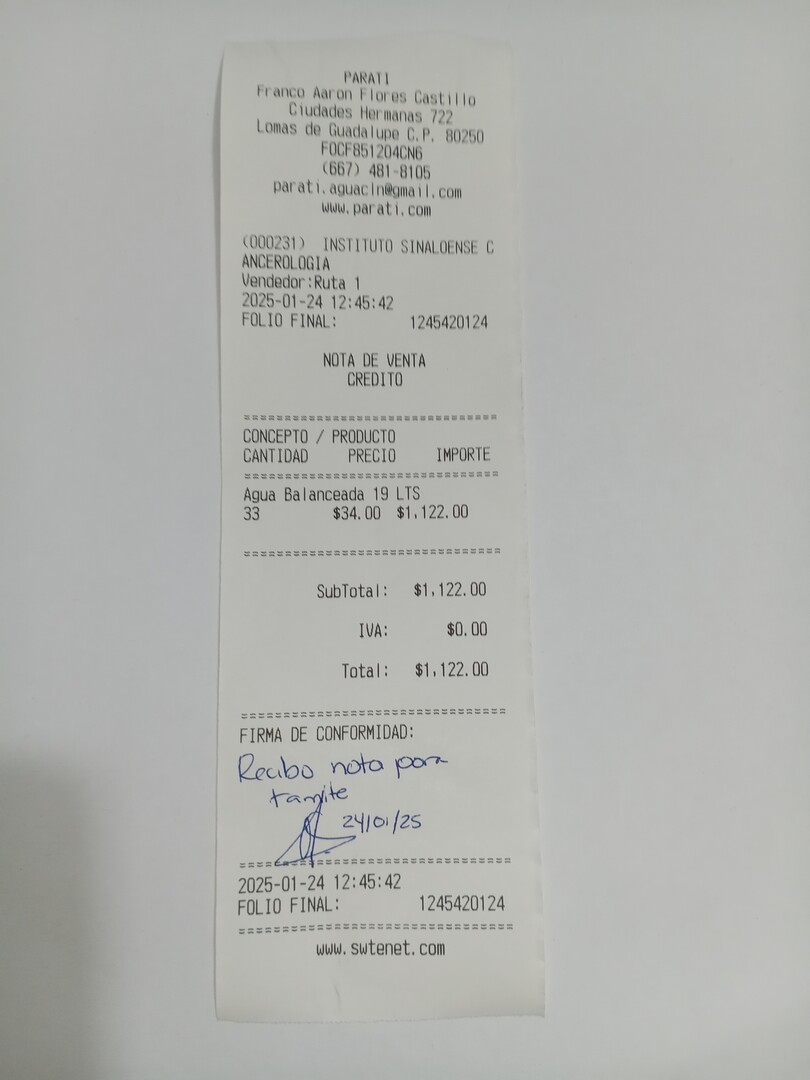 PARATI
Franco Aaron Flores Castillo
Ciudades Hermanas 722
Lomas de Guadalupe C.P. 80250
FOCF851204CN6
(667) 481-8105
parati.aguacln@gmail.com
www.parati.com
(000231) INSTITUTO SINALOENSE C
ANCEROLOGIA
Vendedor:Ruta 1
2025-01-24 12:45:42
FOLIO FINAL: 1245420124
NOTA DE VENTA
CREDITO
===============================
CONCEPTO / PRODUCTO
CANTIDAD PRECIO IMPORTE
===============================
Agua Balanceada 19 LTS
33 $34.00 $1,122.00
===============================
SubTotal: $1,122.00
IVA: $0.00
Total: $1,122.00
===============================
FIRMA DE CONFORMIDAD:
Recibo nota para
tramite
24/01/25
===============================
2025-01-24 12:45:42
FOLIO FINAL: 1245420124
===============================
www.swtenet.com